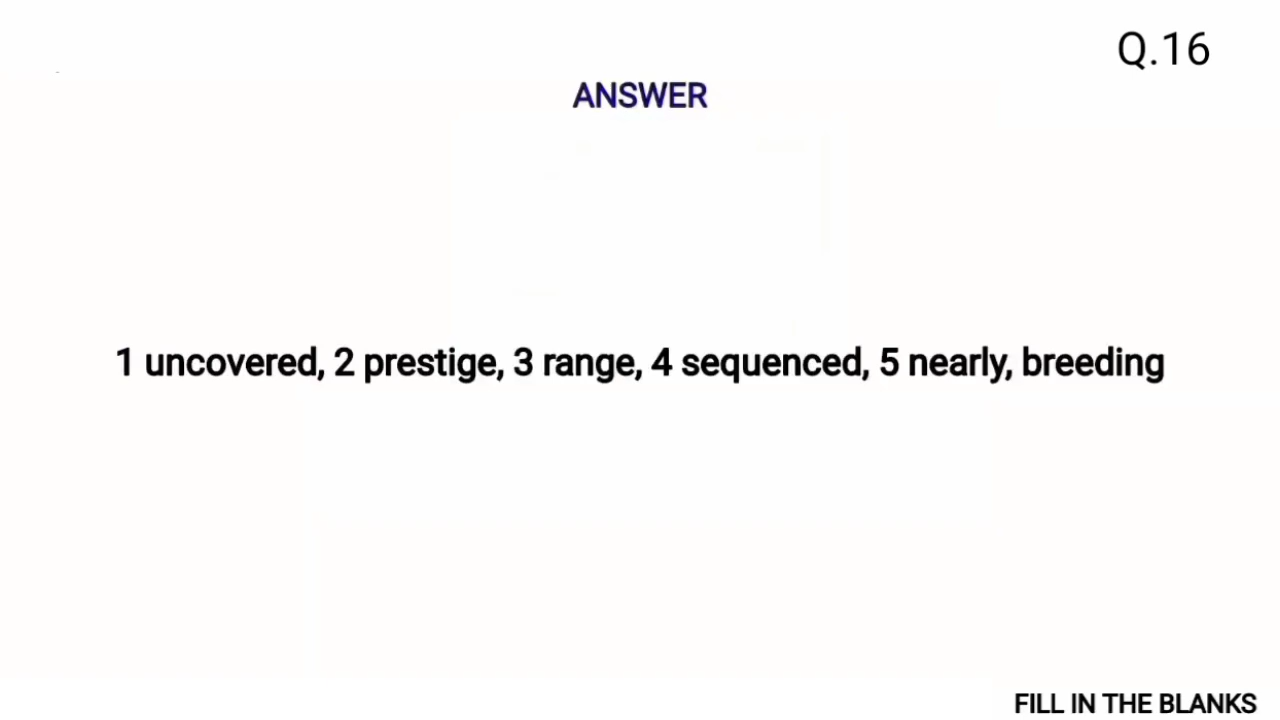 Q.16
ANSWER
1 uncovered, 2 prestige, 3 range, 4 sequenced, 5 nearly, breeding
FILL IN THE BLANKS